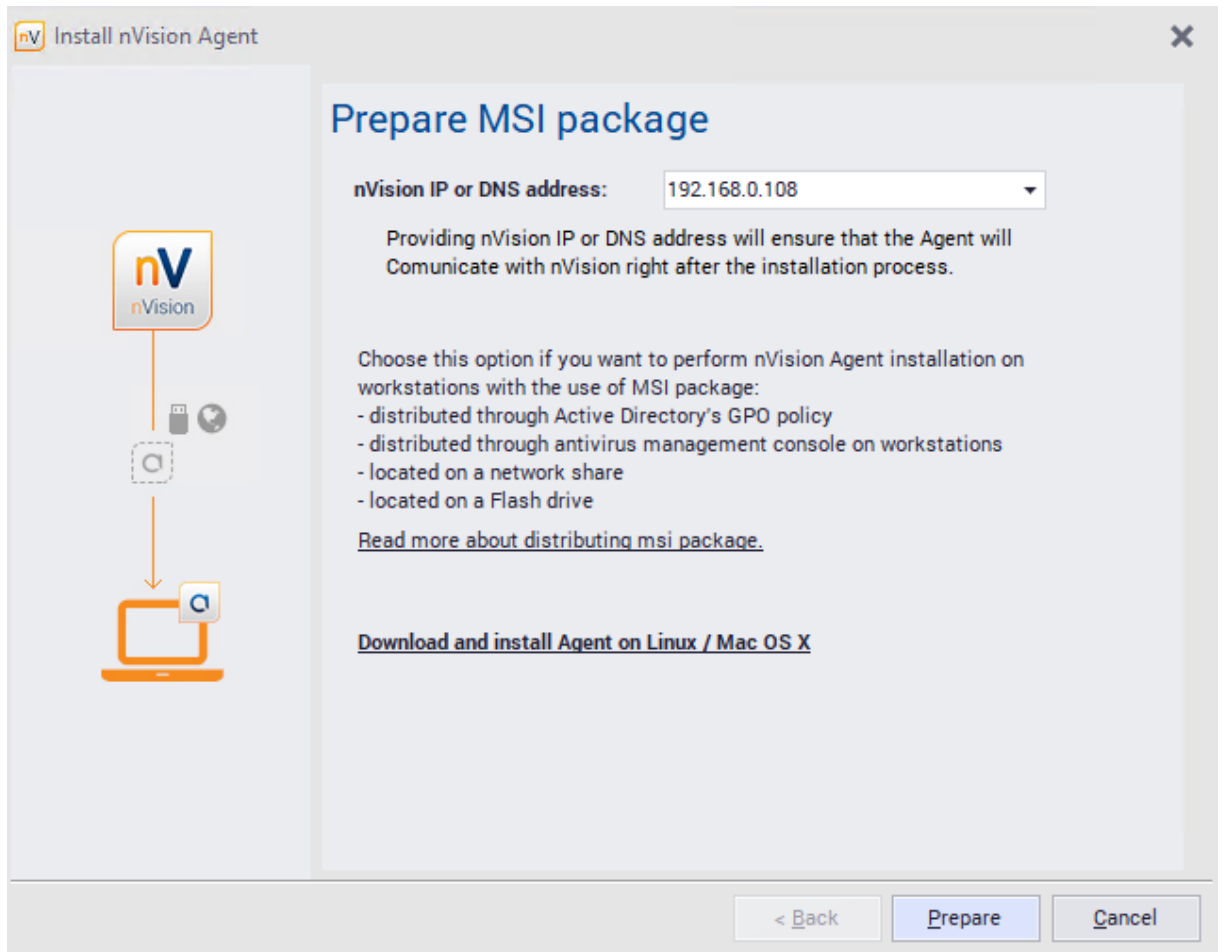 nV Install nVision Agent
Prepare MSI package
nVision IP or DNS address: 192.168.0.108
Providing nVision IP or DNS address will ensure that the Agent will
Comunicate with nVision right after the installation process.
nV
nVision
Choose this option if you want to perform nVision Agent installation on
workstations with the use of MSI package:
- distributed through Active Directory's GPO policy
- distributed through antivirus management console on workstations
- located on a network share
- located on a Flash drive
Read more about distributing msi package.
a
a
Download and install Agent on Linux / Mac OS X
< Back Prepare Cancel